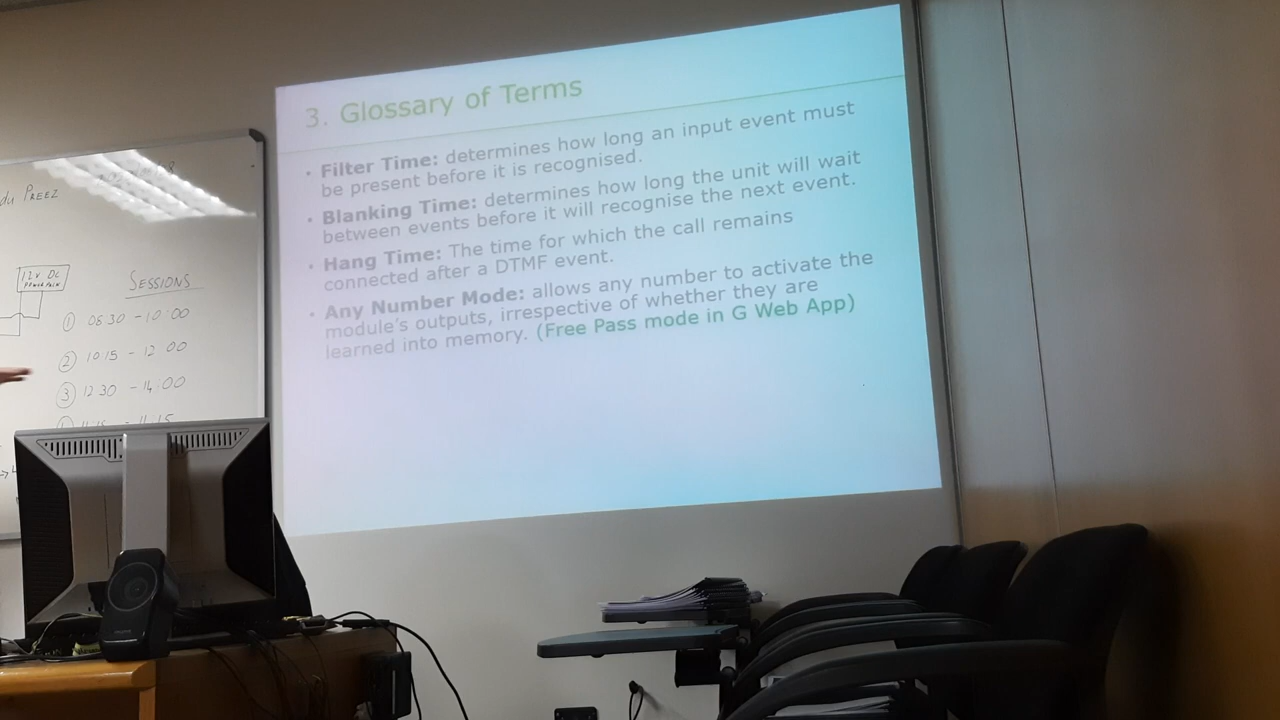 3. Glossary of Terms
• Filter Time: determines how long an input event must
be present before it is recognised.
• Blanking Time: determines how long the unit will wait
between events before it will recognise the next event.
• Hang Time: The time for which the call remains
connected after a DTMF event.
• Any Number Mode: allows any number to activate the
module's outputs, irrespective of whether they are
learned into memory. (Free Pass mode in G Web App)
du PREEZ
12V DC
SESSIONS
① 08 30 - 10:00
② 10:15 - 12 00
③ 12 30 - 14:00